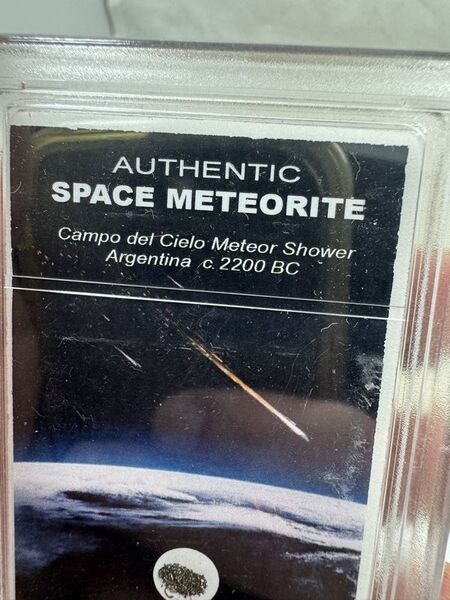 AUTHENTIC
SPACE METEORITE
Campo del Cielo Meteor Shower
Argentina c. 2200 BC